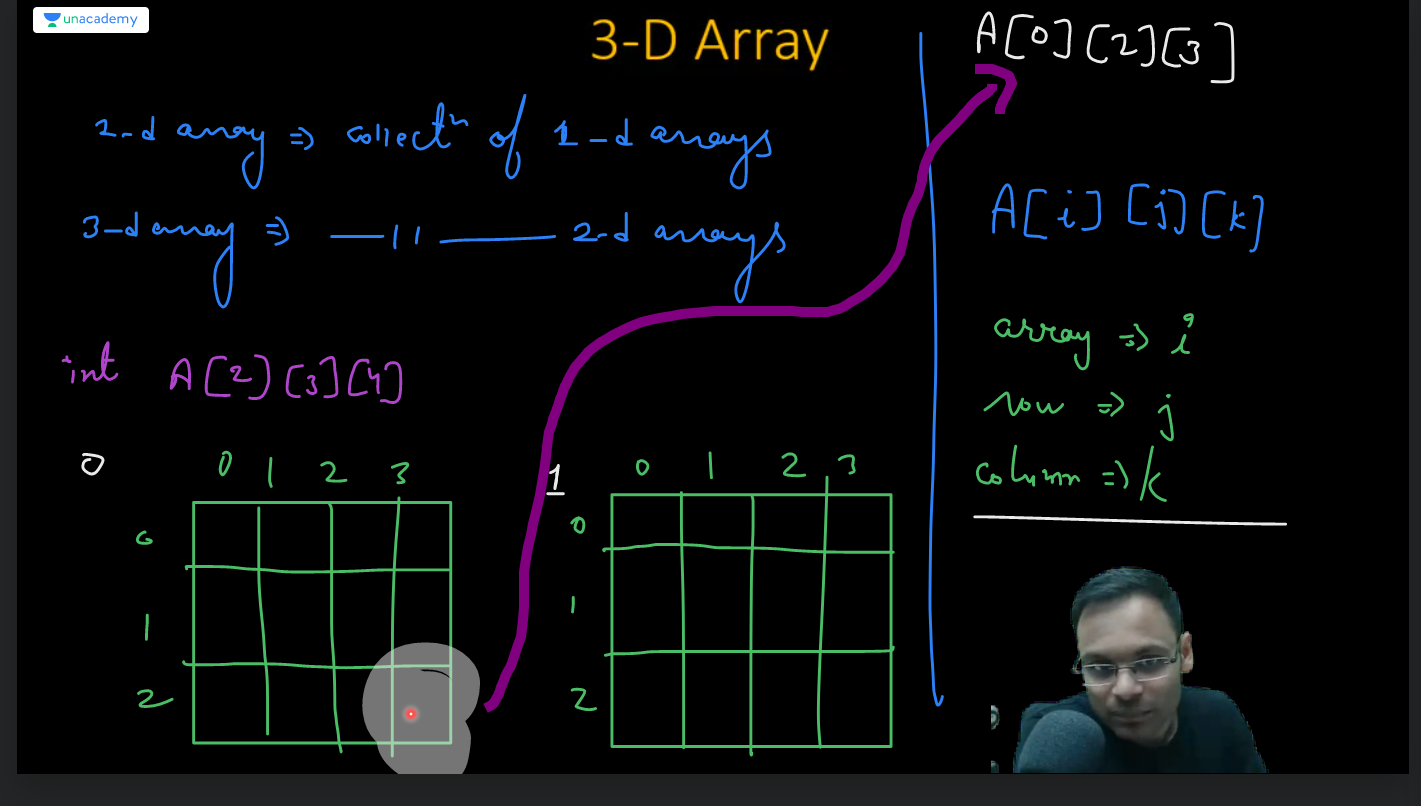 unacademy
3-D Array
2-d array ⇒ collectⁿ of 1-d arrays
3-d array ⇒ —〃— 2-d arrays
int A[2][3][4]
0
0 1 2 3
0
1
2
1
0 1 2 3
0
1
2
A[0][2][3]
A[i][j][k]
array ⇒ i
row ⇒ j
column ⇒ k